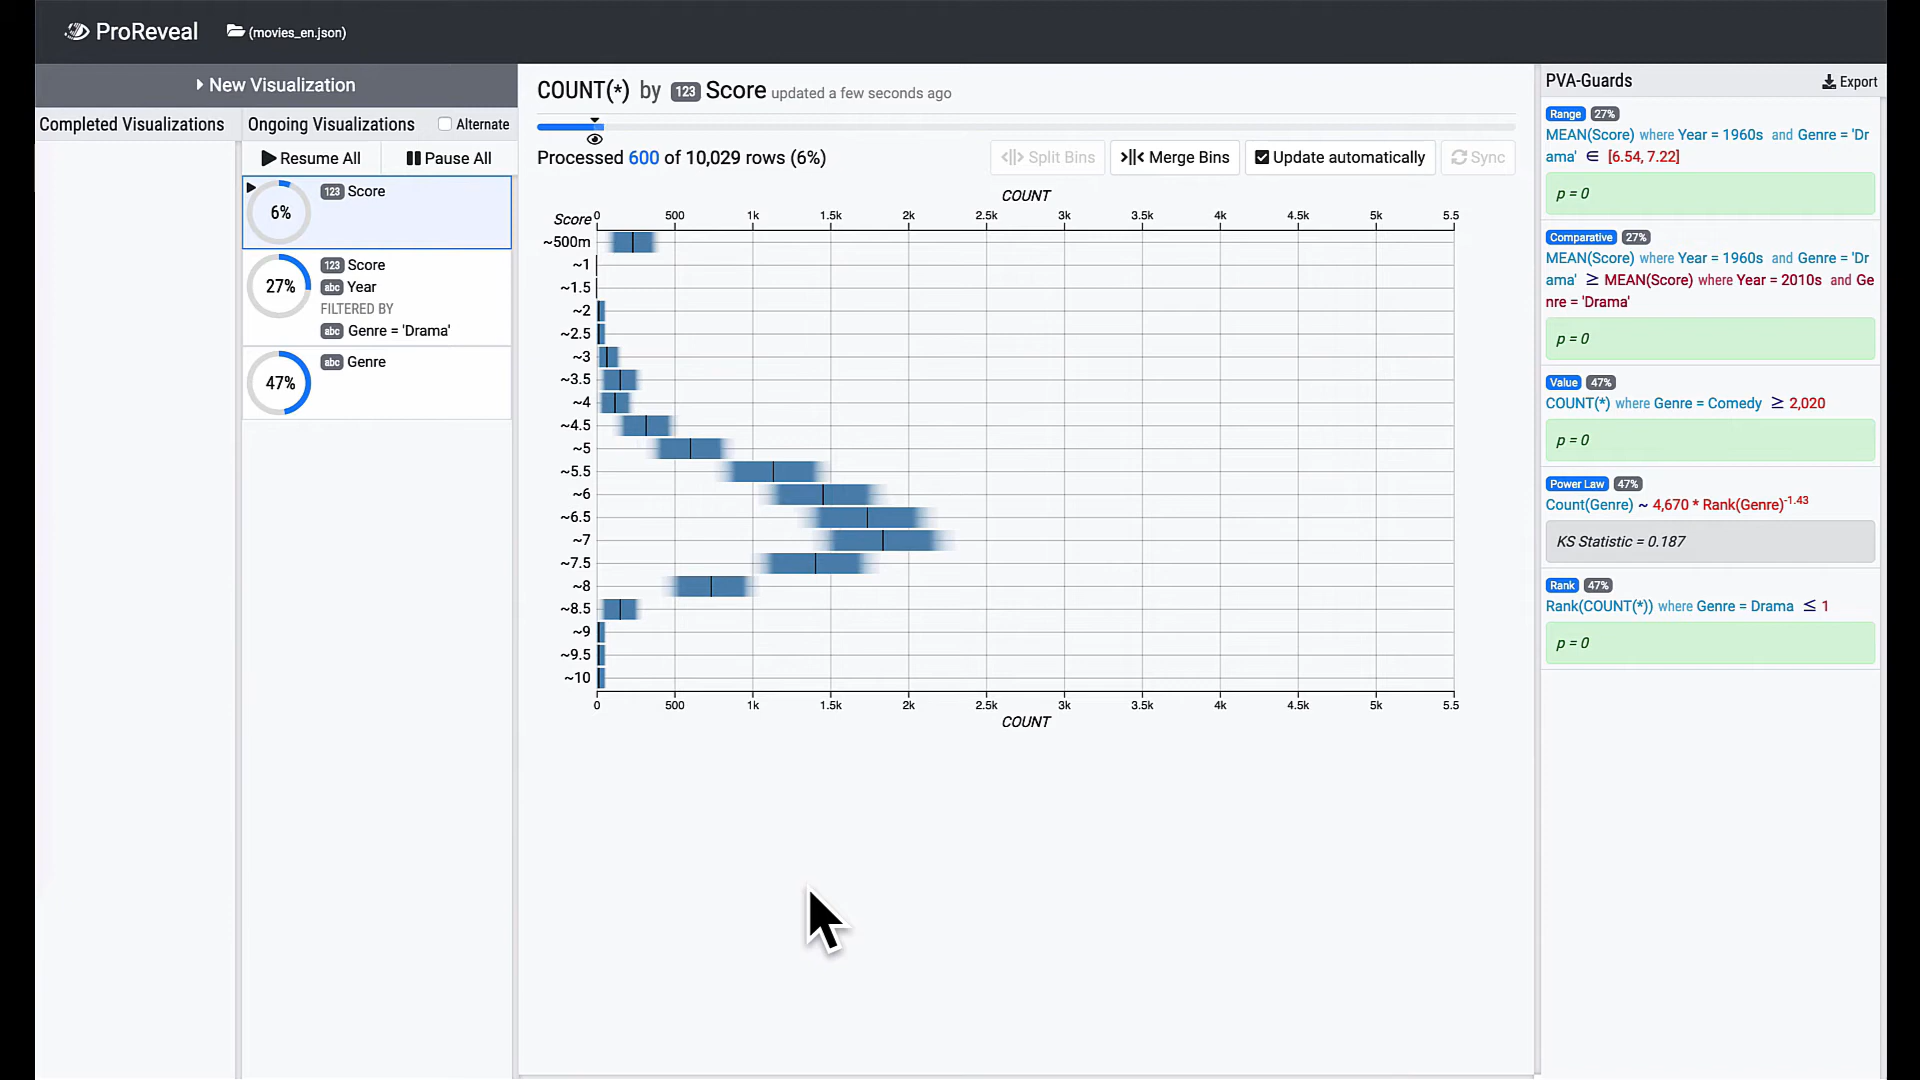 ProReveal (movies_en.json)
New Visualization
Completed Visualizations
Ongoing Visualizations Alternate
Resume All Pause All
6% 123 Score
27% 123 Score
abc Year
FILTERED BY
abc Genre = 'Drama'
47% abc Genre
COUNT(*) by 123 Score updated a few seconds ago
Processed 600 of 10,029 rows (6%)
Split Bins Merge Bins Update automatically Sync
COUNT
Score 0 500 1k 1.5k 2k 2.5k 3k 3.5k 4k 4.5k 5k 5.5
~500m
~1
~1.5
~2
~2.5
~3
~3.5
~4
~4.5
~5
~5.5
~6
~6.5
~7
~7.5
~8
~8.5
~9
~9.5
~10
0 500 1k 1.5k 2k 2.5k 3k 3.5k 4k 4.5k 5k 5.5
COUNT
PVA-Guards Export
Range 27%
MEAN(Score) where Year = 1960s and Genre = 'Dr
ama' ∈ [6.54, 7.22]
p = 0
Comparative 27%
MEAN(Score) where Year = 1960s and Genre = 'Dr
ama' ≥ MEAN(Score) where Year = 2010s and Ge
nre = 'Drama'
p = 0
Value 47%
COUNT(*) where Genre = Comedy ≥ 2,020
p = 0
Power Law 47%
Count(Genre) ~ 4,670 * Rank(Genre)-1.43
KS Statistic = 0.187
Rank 47%
Rank(COUNT(*)) where Genre = Drama ≤ 1
p = 0